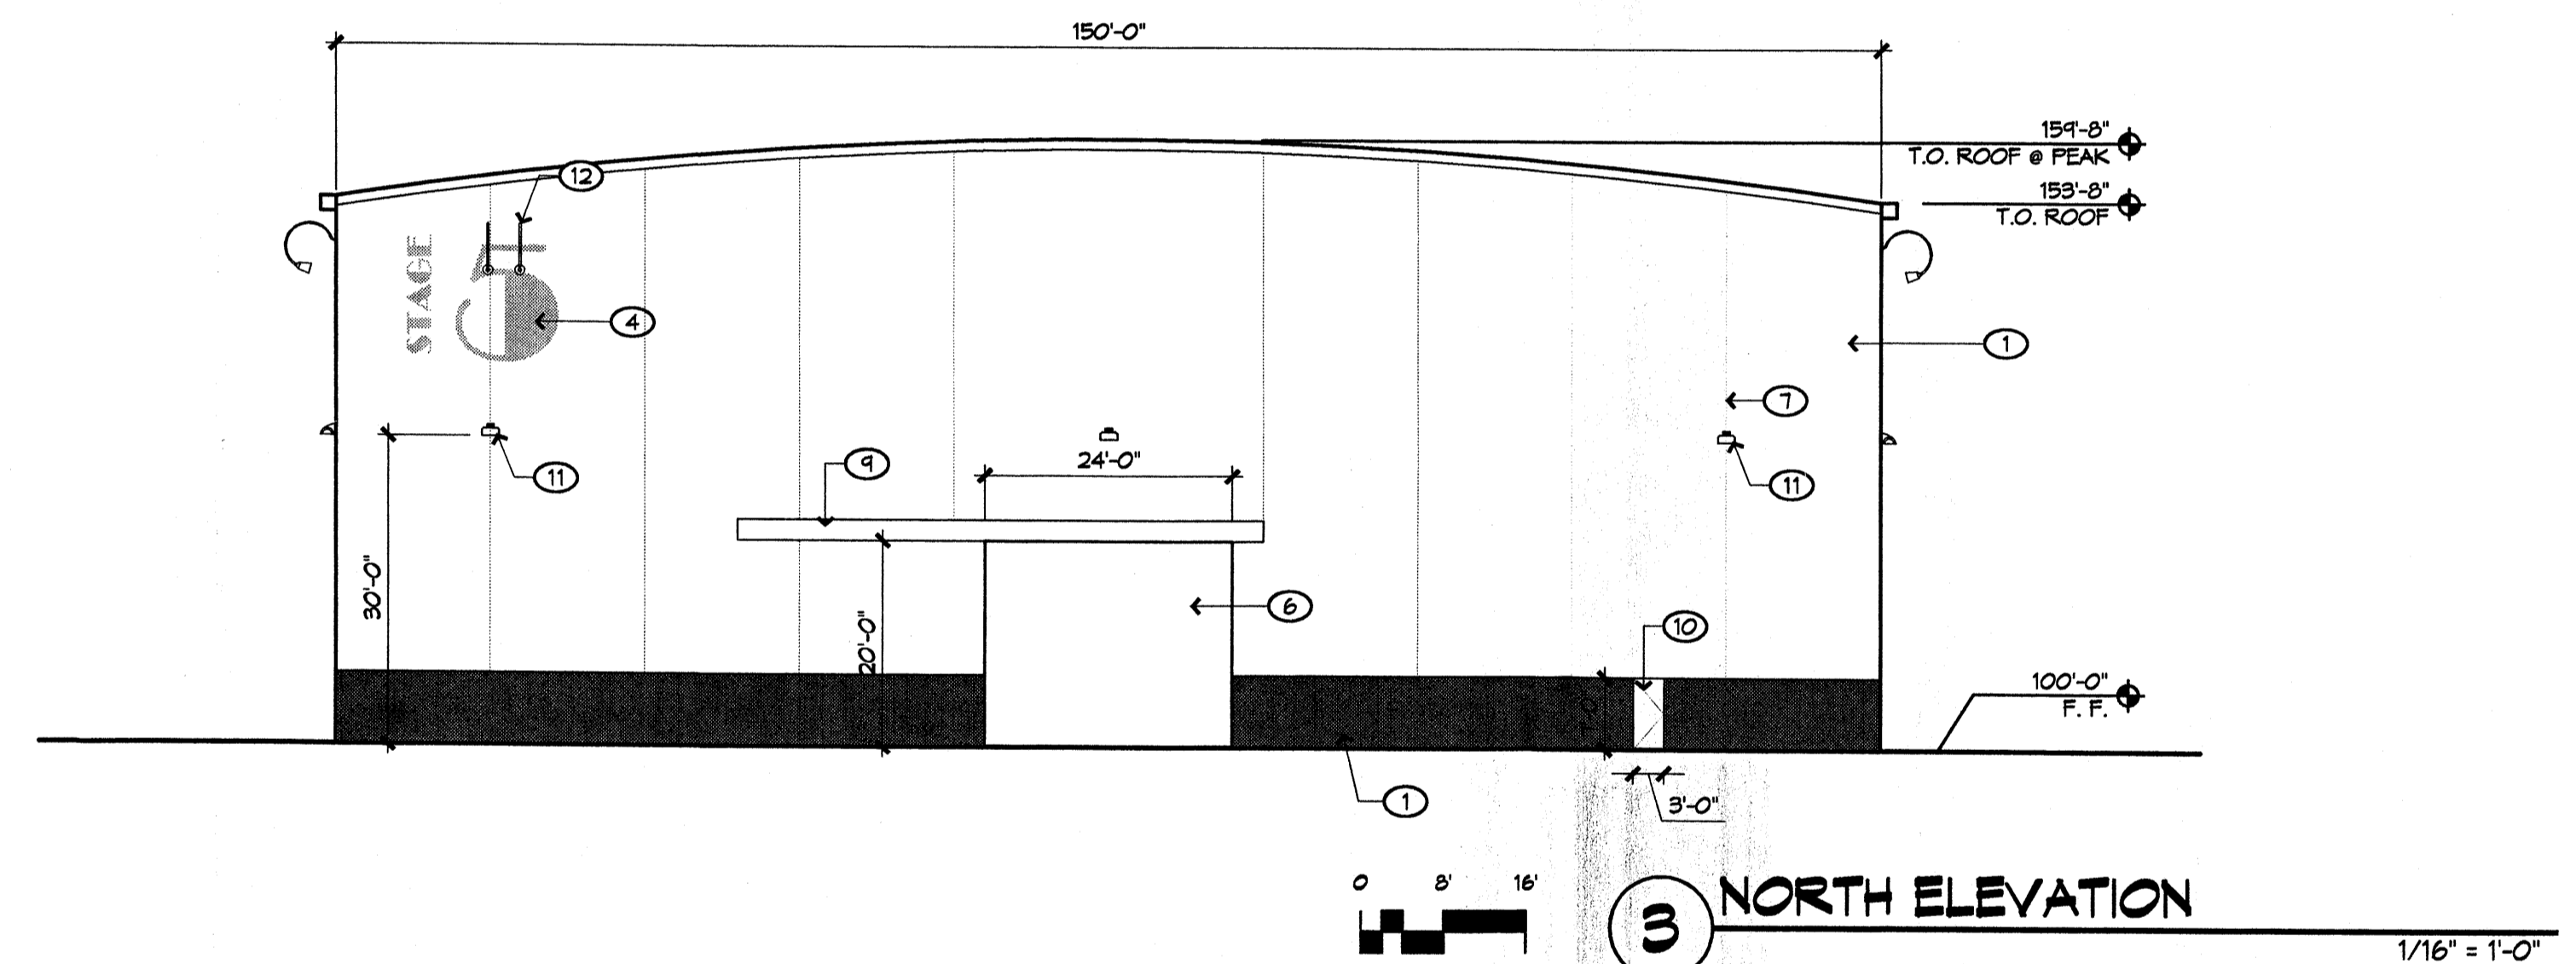 150'-0"
159'-8"
T.O. ROOF @ PEAK
153'-8"
T.O. ROOF
12
STAGE
4
1
7
11
9
24'-0"
11
30'-0"
20'-0"
6
10
100'-0"
F. F.
1
3'-0"
0 8' 16'
3 NORTH ELEVATION
1/16" = 1'-0"